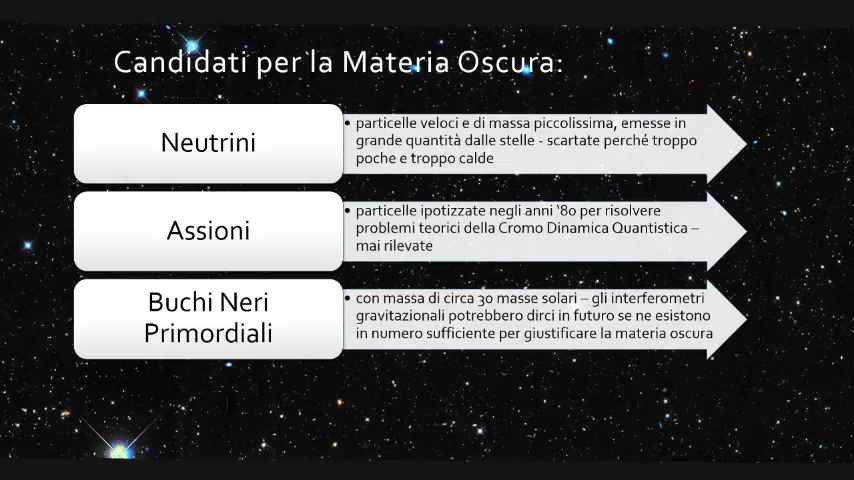 Candidati per la Materia Oscura:
Neutrini
• particelle veloci e di massa piccolissima, emesse in
grande quantità dalle stelle - scartate perché troppo
poche e troppo calde
Assioni
• particelle ipotizzate negli anni ‘80 per risolvere
problemi teorici della Cromo Dinamica Quantistica –
mai rilevate
Buchi Neri
Primordiali
• con massa di circa 30 masse solari – gli interferometri
gravitazionali potrebbero dirci in futuro se ne esistono
in numero sufficiente per giustificare la materia oscura